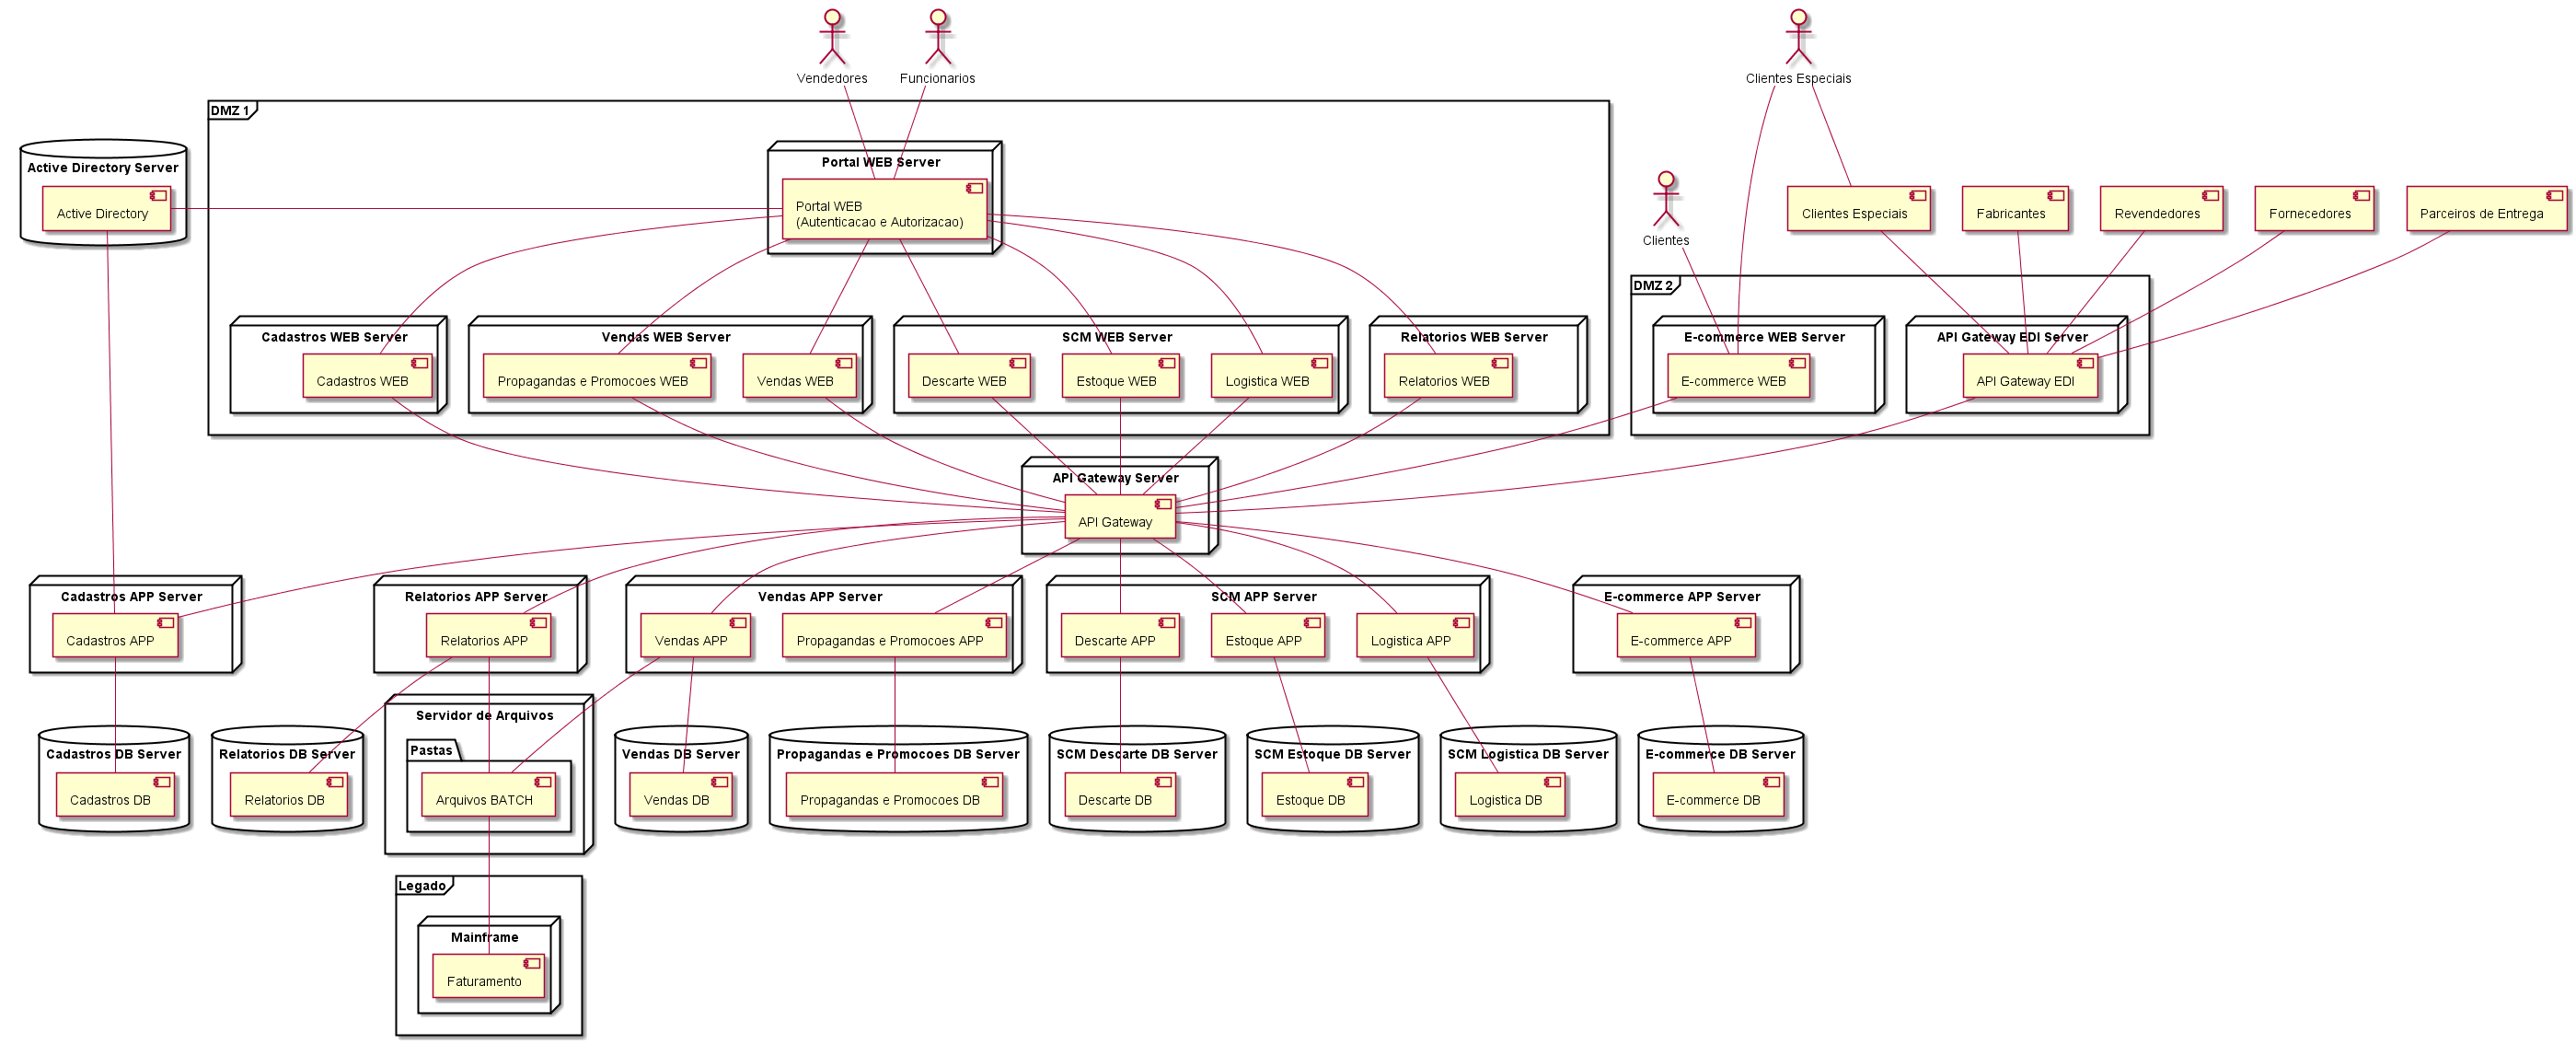 Vendedores
Funcionarios
Clientes Especiais
DMZ 1
Portal WEB Server
Portal WEB
(Autenticacao e Autorizacao)
Active Directory Server
Active Directory
Clientes
Clientes Especiais
Fabricantes
Revendedores
Fornecedores
Parceiros de Entrega
DMZ 2
Cadastros WEB Server
Cadastros WEB
Vendas WEB Server
Propagandas e Promocoes WEB
Vendas WEB
SCM WEB Server
Descarte WEB
Estoque WEB
Logistica WEB
Relatorios WEB Server
Relatorios WEB
E-commerce WEB Server
E-commerce WEB
API Gateway EDI Server
API Gateway EDI
API Gateway Server
API Gateway
Cadastros APP Server
Cadastros APP
Relatorios APP Server
Relatorios APP
Vendas APP Server
Vendas APP
Propagandas e Promocoes APP
SCM APP Server
Descarte APP
Estoque APP
Logistica APP
E-commerce APP Server
E-commerce APP
Cadastros DB Server
Cadastros DB
Relatorios DB Server
Relatorios DB
Servidor de Arquivos
Pastas
Arquivos BATCH
Vendas DB Server
Vendas DB
Propagandas e Promocoes DB Server
Propagandas e Promocoes DB
SCM Descarte DB Server
Descarte DB
SCM Estoque DB Server
Estoque DB
SCM Logistica DB Server
Logistica DB
E-commerce DB Server
E-commerce DB
Legado
Mainframe
Faturamento